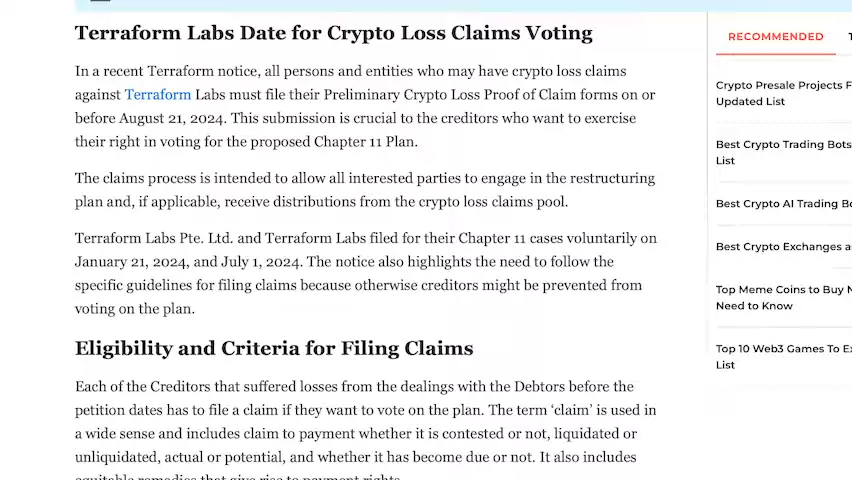 Terraform Labs Date for Crypto Loss Claims Voting
In a recent Terraform notice, all persons and entities who may have crypto loss claims
against Terraform Labs must file their Preliminary Crypto Loss Proof of Claim forms on or
before August 21, 2024. This submission is crucial to the creditors who want to exercise
their right in voting for the proposed Chapter 11 Plan.
The claims process is intended to allow all interested parties to engage in the restructuring
plan and, if applicable, receive distributions from the crypto loss claims pool.
Terraform Labs Pte. Ltd. and Terraform Labs filed for their Chapter 11 cases voluntarily on
January 21, 2024, and July 1, 2024. The notice also highlights the need to follow the
specific guidelines for filing claims because otherwise creditors might be prevented from
voting on the plan.
Eligibility and Criteria for Filing Claims
Each of the Creditors that suffered losses from the dealings with the Debtors before the
petition dates has to file a claim if they want to vote on the plan. The term ‘claim’ is used in
a wide sense and includes claim to payment whether it is contested or not, liquidated or
unliquidated, actual or potential, and whether it has become due or not. It also includes
equitable remedies that give rise to payment rights.
RECOMMENDED
Crypto Presale Projects F
Updated List
Best Crypto Trading Bots
List
Best Crypto AI Trading Bo
Best Crypto Exchanges a
Top Meme Coins to Buy N
Need to Know
Top 10 Web3 Games To E
List